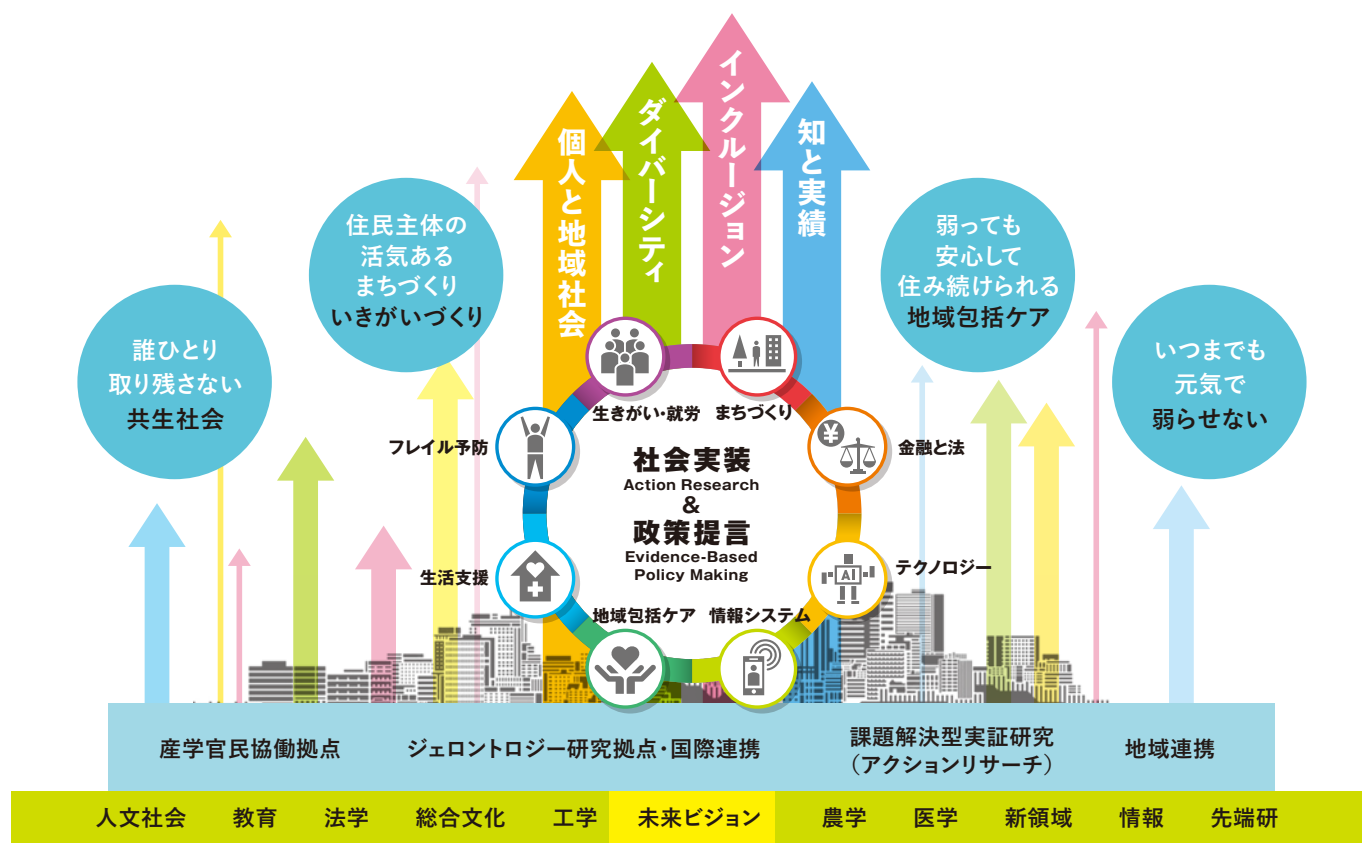 個人と地域社会
ダイバーシティ
インクルージョン
知と実績
誰ひとり
取り残さない
共生社会
住民主体の
活気ある
まちづくり
いきがいづくり
弱っても
安心して
住み続けられる
地域包括ケア
いつまでも
元気で
弱らせない
生きがい・就労
まちづくり
フレイル予防
¥
金融と法
社会実装
Action Research
&
政策提言
Evidence-Based
Policy Making
生活支援
AI
テクノロジー
地域包括ケア
情報システム
産学官民協働拠点
ジェロントロジー研究拠点・国際連携
課題解決型実証研究
（アクションリサーチ）
地域連携
人文社会
教育
法学
総合文化
工学
未来ビジョン
農学
医学
新領域
情報
先端研